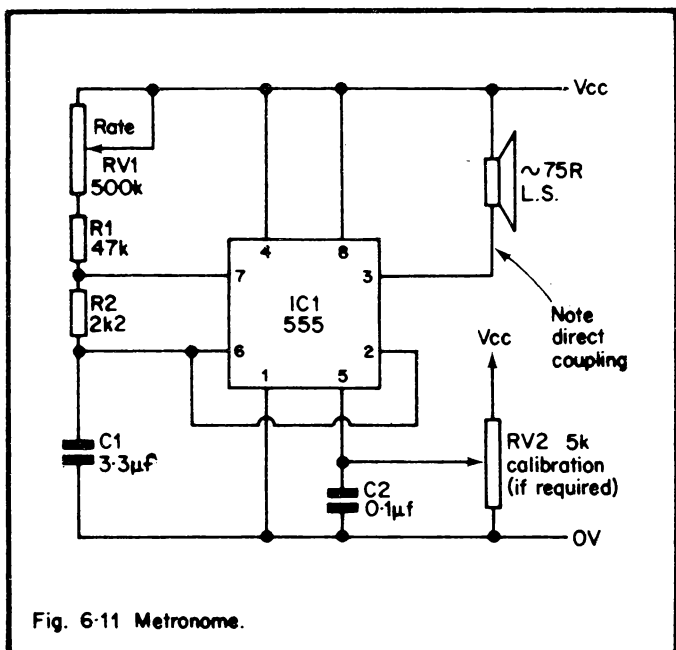 Vcc
Rate
RV1
500k
~75R
L.S.
R1
47k
4
8
7
3
IC1
555
R2
2k2
Note
direct
coupling
6
2
Vcc
1
5
C1
3·3µf
RV2 5k
calibration
(if required)
C2
0·1µf
0V
Fig. 6·11 Metronome.